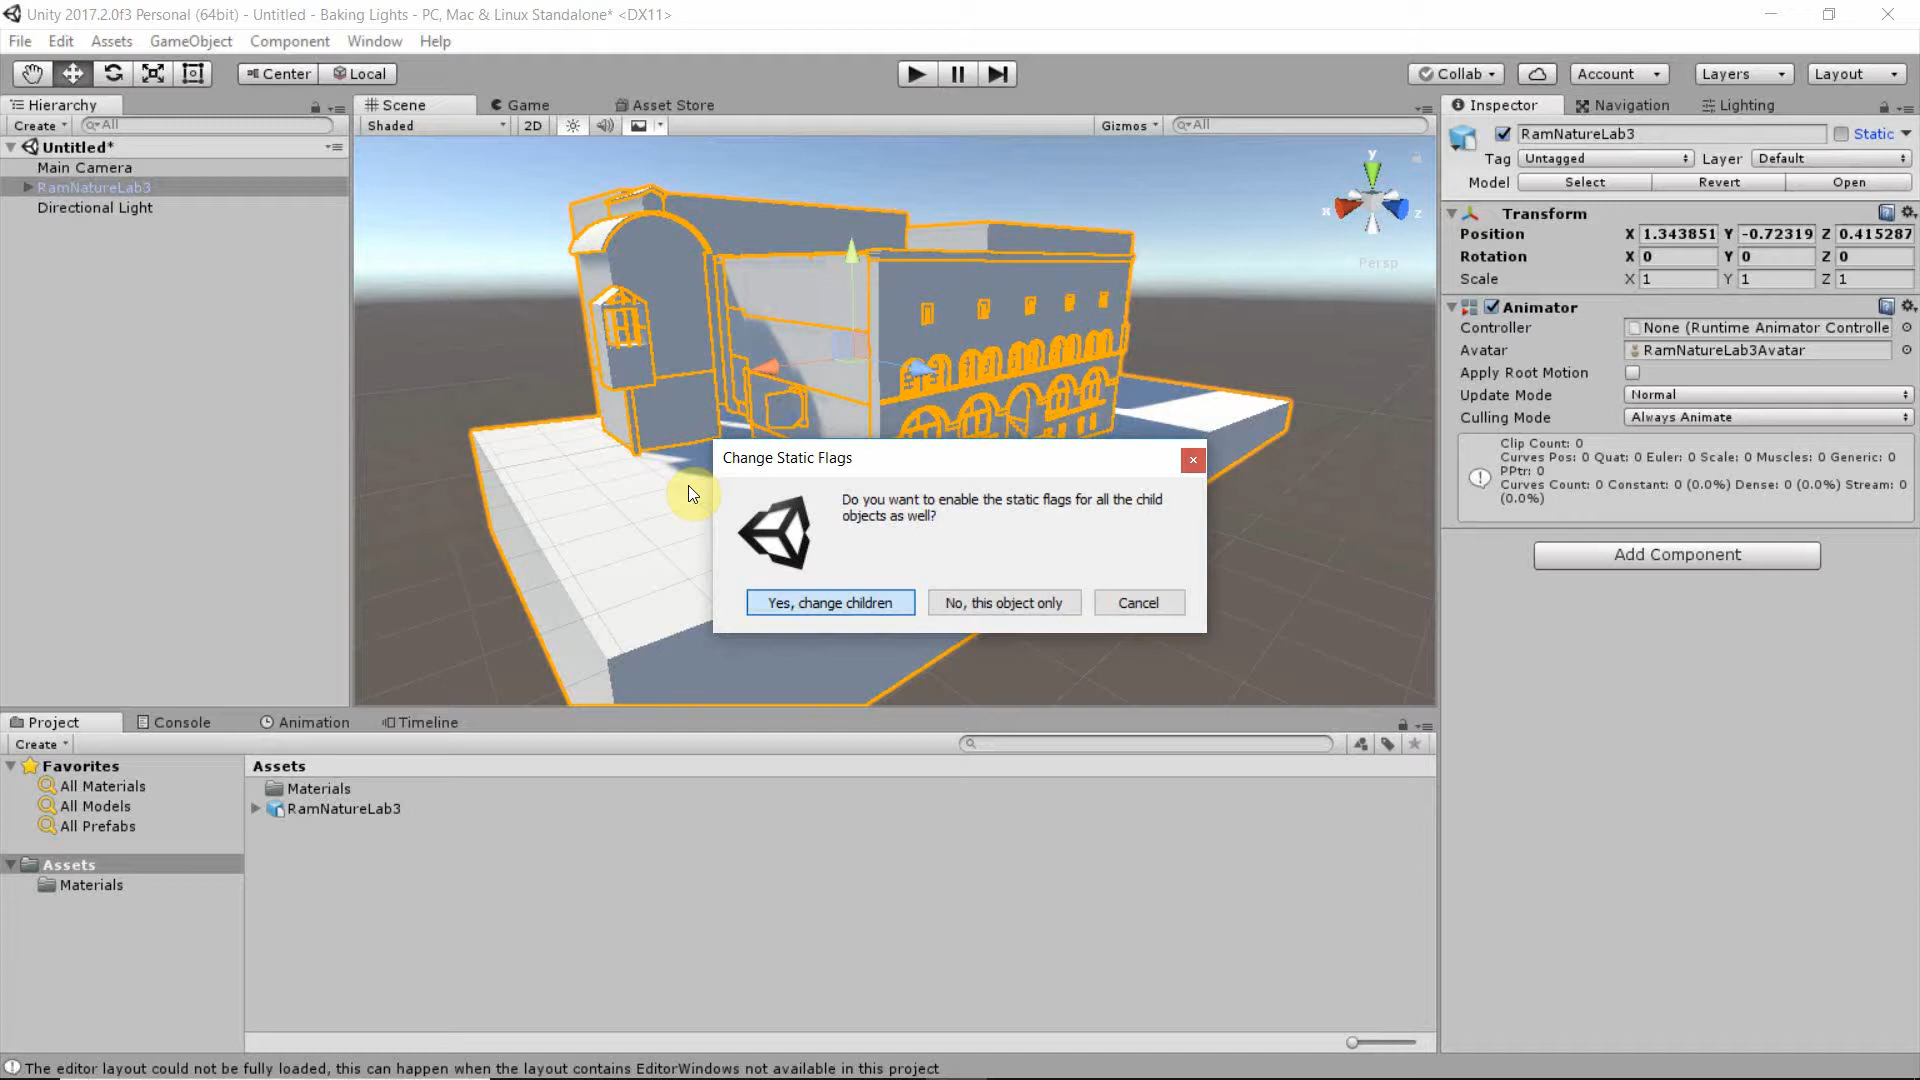 Unity 2017.2.0f3 Personal (64bit) - Untitled - Baking Lights - PC, Mac & Linux Standalone* <DX11>
File Edit Assets GameObject Component Window Help
Center Local Collab Account Layers Layout
Hierarchy
Create All
Untitled*
Main Camera
RamNatureLab3
Directional Light
Scene Game Asset Store
Shaded 2D Gizmos All
y
x z
Persp
Inspector Navigation Lighting
RamNatureLab3 Static
Tag Untagged Layer Default
Model Select Revert Open
Transform
Position X 1.343851 Y -0.72319 Z 0.415287
Rotation X 0 Y 0 Z 0
Scale X 1 Y 1 Z 1
Animator
Controller None (Runtime Animator Controlle
Avatar RamNatureLab3Avatar
Apply Root Motion
Update Mode Normal
Culling Mode Always Animate
Clip Count: 0
Curves Pos: 0 Quat: 0 Euler: 0 Scale: 0 Muscles: 0 Generic: 0
PPtr: 0
Curves Count: 0 Constant: 0 (0.0%) Dense: 0 (0.0%) Stream: 0
(0.0%)
Add Component
Change Static Flags
Do you want to enable the static flags for all the child
objects as well?
Yes, change children No, this object only Cancel
Project Console Animation Timeline
Create
Favorites
All Materials
All Models
All Prefabs
Assets
Materials
Assets
Materials
RamNatureLab3
The editor layout could not be fully loaded, this can happen when the layout contains EditorWindows not available in this project